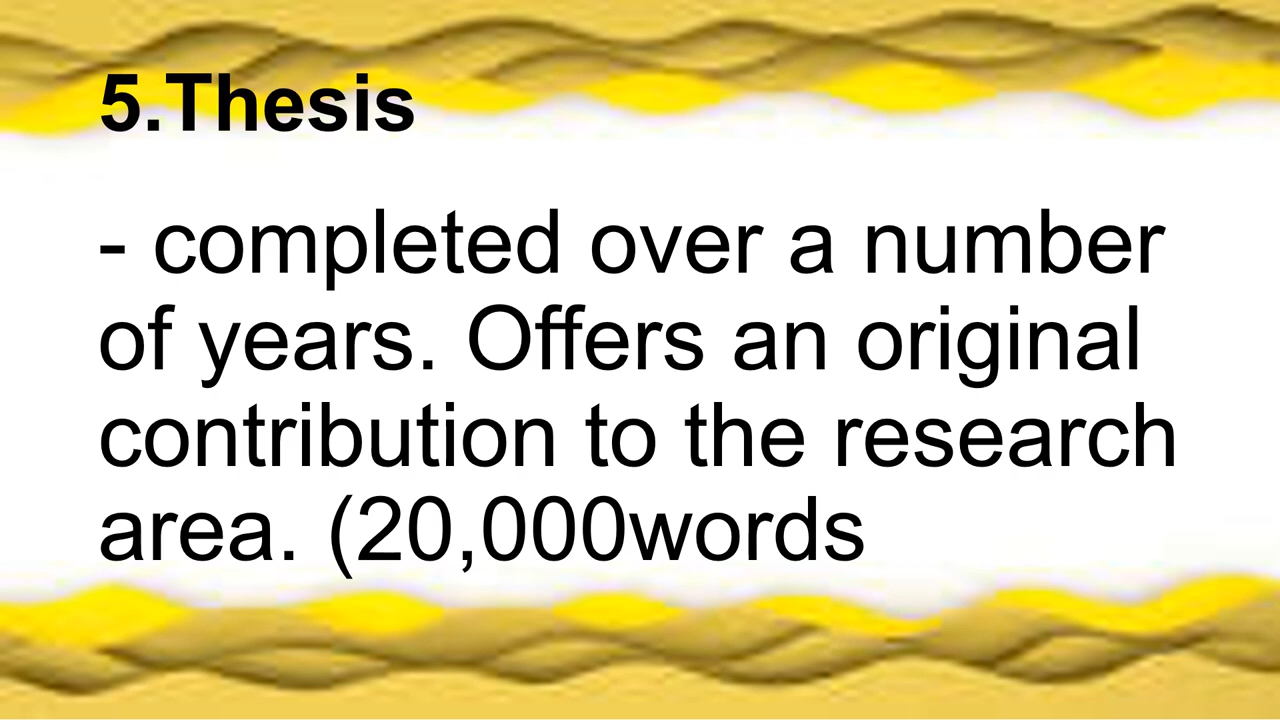 5.Thesis
- completed over a number
of years. Offers an original
contribution to the research
area. (20,000words